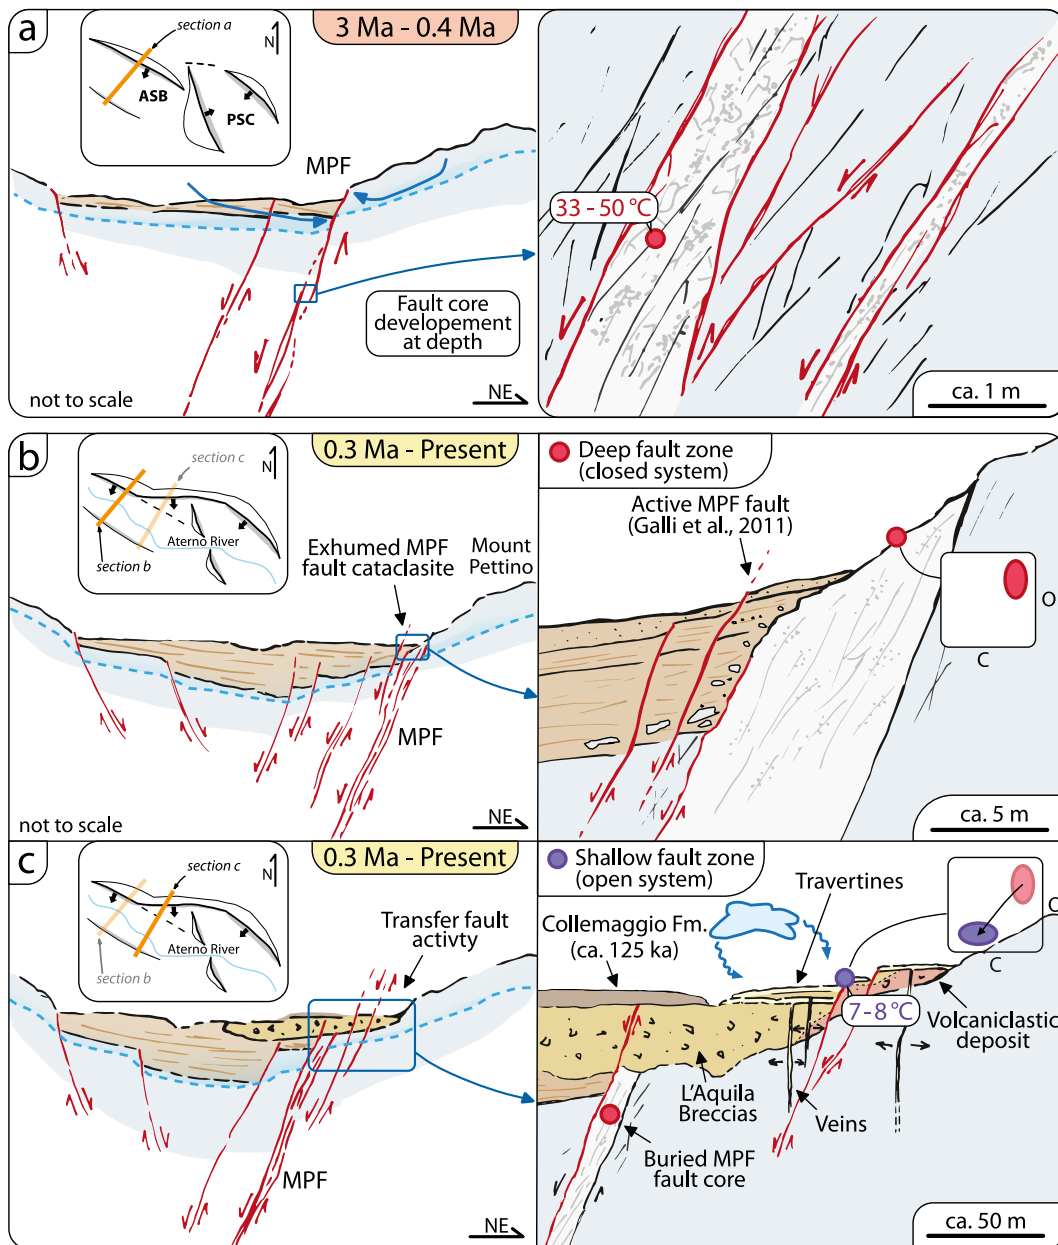 a
section a
N
ASB
PSC
3 Ma - 0.4 Ma
MPF
33 - 50 °C
Fault core
developement
at depth
not to scale
NE
ca. 1 m
b
section c
N
Aterno River
section b
0.3 Ma - Present
Exhumed MPF
fault cataclasite
Mount
Pettino
MPF
not to scale
NE
Deep fault zone
(closed system)
Active MPF fault
(Galli et al., 2011)
O
C
ca. 5 m
c
section c
N
Aterno River
section b
0.3 Ma - Present
Transfer fault
activty
MPF
NE
Shallow fault zone
(open system)
Travertines
Collemaggio Fm.
(ca. 125 ka)
O
C
7-8 °C
Volcaniclastic
deposit
L'Aquila
Breccias
Veins
Buried MPF
fault core
ca. 50 m